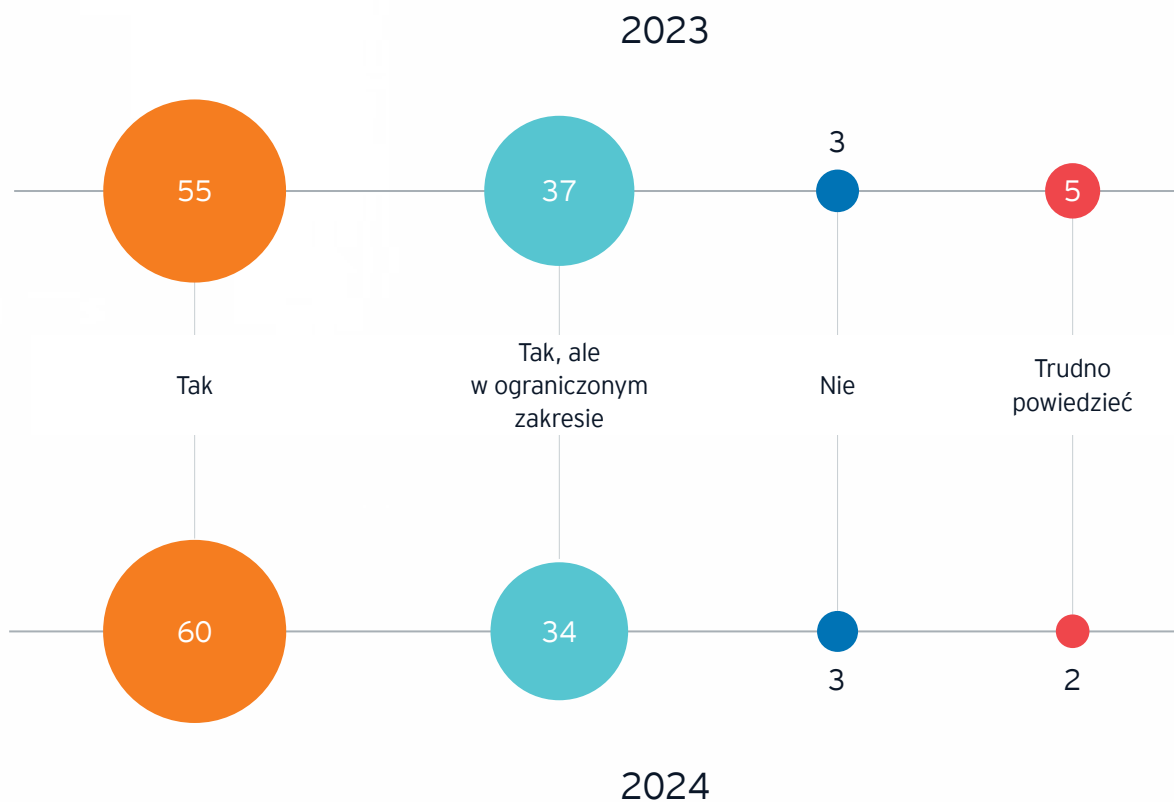 2023
3
55
37
5
Tak
Tak, ale
w ograniczonym
zakresie
Nie
Trudno
powiedzieć
60
34
3
2
2024